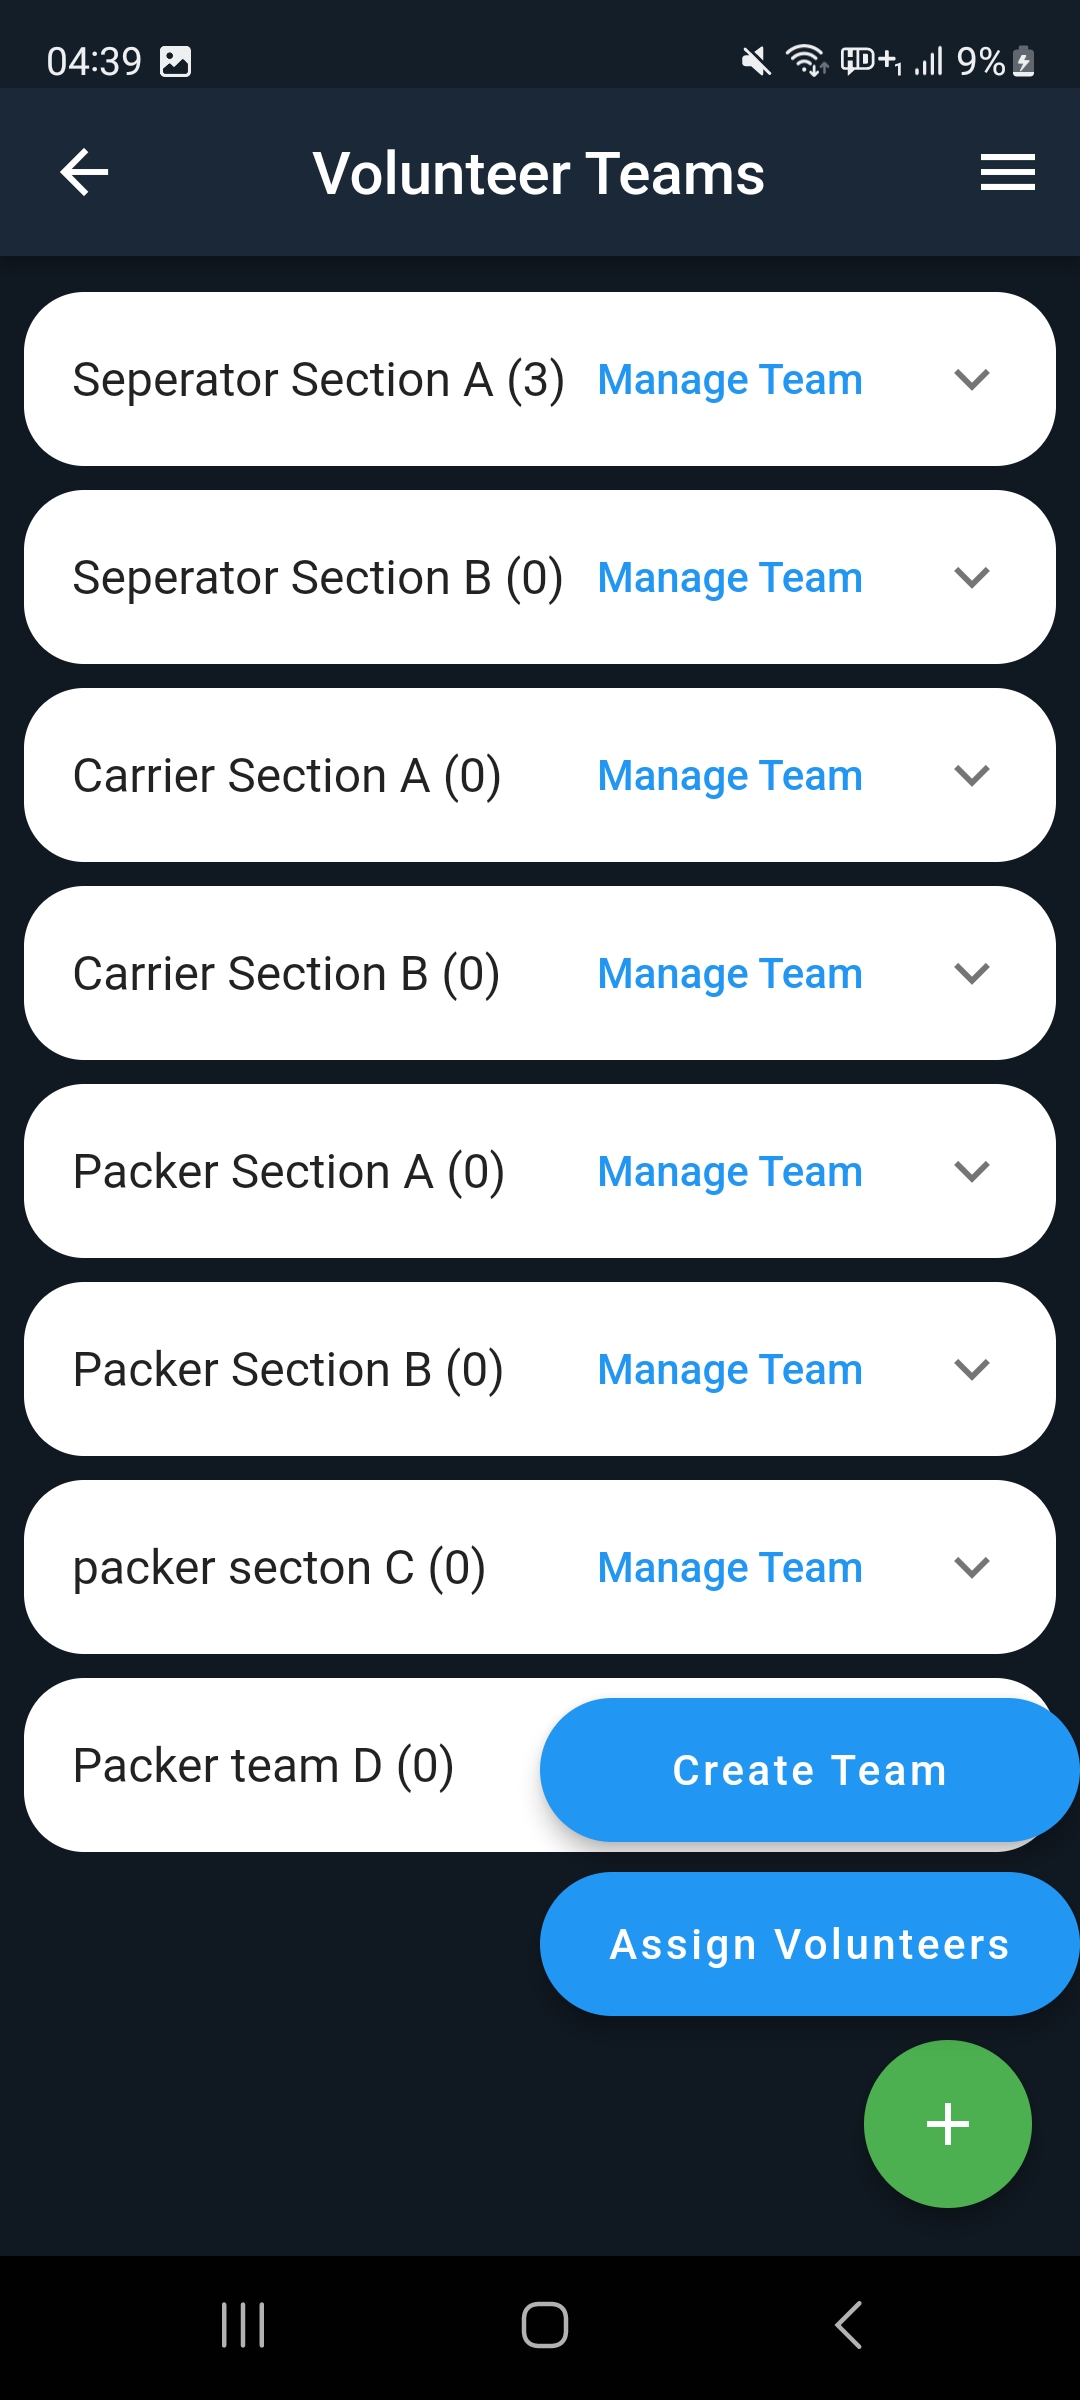 04:39 9%
Volunteer Teams
Seperator Section A (3) Manage Team
Seperator Section B (0) Manage Team
Carrier Section A (0) Manage Team
Carrier Section B (0) Manage Team
Packer Section A (0) Manage Team
Packer Section B (0) Manage Team
packer secton C (0) Manage Team
Packer team D (0)
Create Team
Assign Volunteers